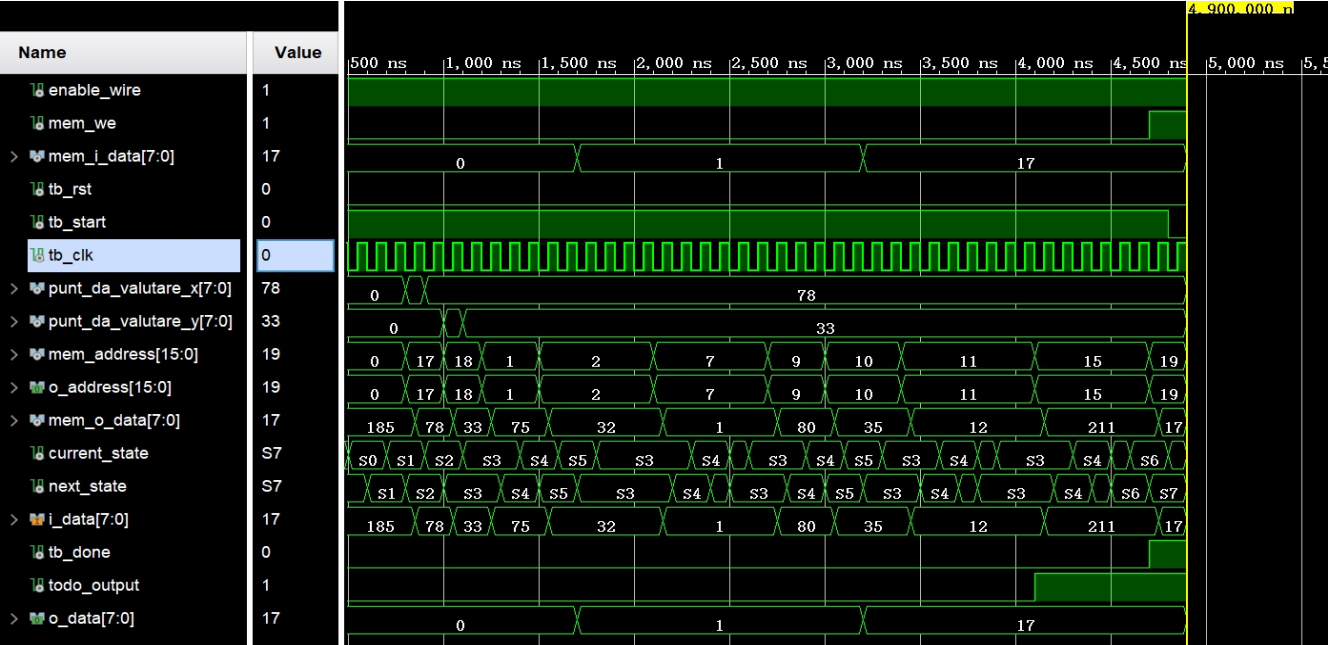 4,900.000 n
Name Value 500 ns 1,000 ns 1,500 ns 2,000 ns 2,500 ns 3,000 ns 3,500 ns 4,000 ns 4,500 ns 5,000 ns 5,5
enable_wire 1
mem_we 1
mem_i_data[7:0] 17 0 1 17
tb_rst 0
tb_start 0
tb_clk 0
punt_da_valutare_x[7:0] 78 0 78
punt_da_valutare_y[7:0] 33 0 33
mem_address[15:0] 19 0 17 18 1 2 7 9 10 11 15 19
o_address[15:0] 19 0 17 18 1 2 7 9 10 11 15 19
mem_o_data[7:0] 17 185 78 33 75 32 1 80 35 12 211 17
current_state S7 S0 S1 S2 S3 S4 S5 S3 S4 S3 S4 S5 S3 S4 S3 S4 S6
next_state S7 S1 S2 S3 S4 S5 S3 S4 S3 S4 S5 S3 S4 S3 S4 S6 S7
i_data[7:0] 17 185 78 33 75 32 1 80 35 12 211 17
tb_done 0
todo_output 1
o_data[7:0] 17 0 1 17